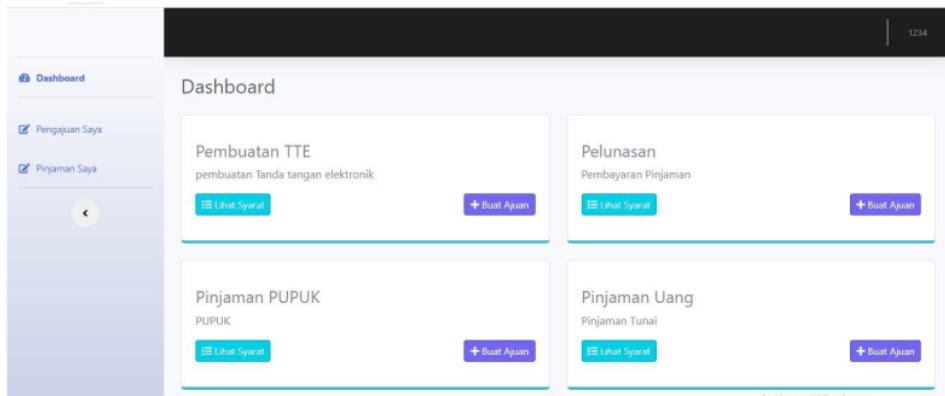 1234
Dashboard
Pengajuan Saya
Pinjaman Saya
Dashboard
Pembuatan TTE
pembuatan Tanda tangan elektronik
Lihat Syarat
Buat Ajuan
Pelunasan
Pembayaran Pinjaman
Lihat Syarat
Buat Ajuan
Pinjaman PUPUK
PUPUK
Lihat Syarat
Buat Ajuan
Pinjaman Uang
Pinjaman Tunai
Lihat Syarat
Buat Ajuan